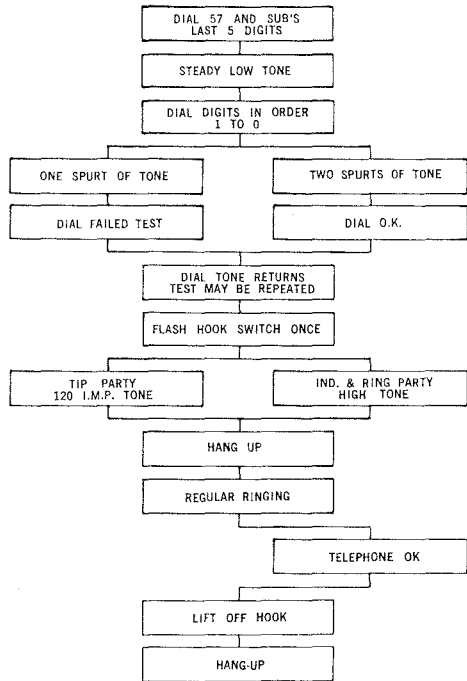 DIAL 57 AND SUB'S
LAST 5 DIGITS
STEADY LOW TONE
DIAL DIGITS IN ORDER
1 TO 0
ONE SPURT OF TONE
TWO SPURTS OF TONE
DIAL FAILED TEST
DIAL O.K.
DIAL TONE RETURNS
TEST MAY BE REPEATED
FLASH HOOK SWITCH ONCE
TIP PARTY
120 I.M.P. TONE
IND. & RING PARTY
HIGH TONE
HANG UP
REGULAR RINGING
TELEPHONE OK
LIFT OFF HOOK
HANG-UP